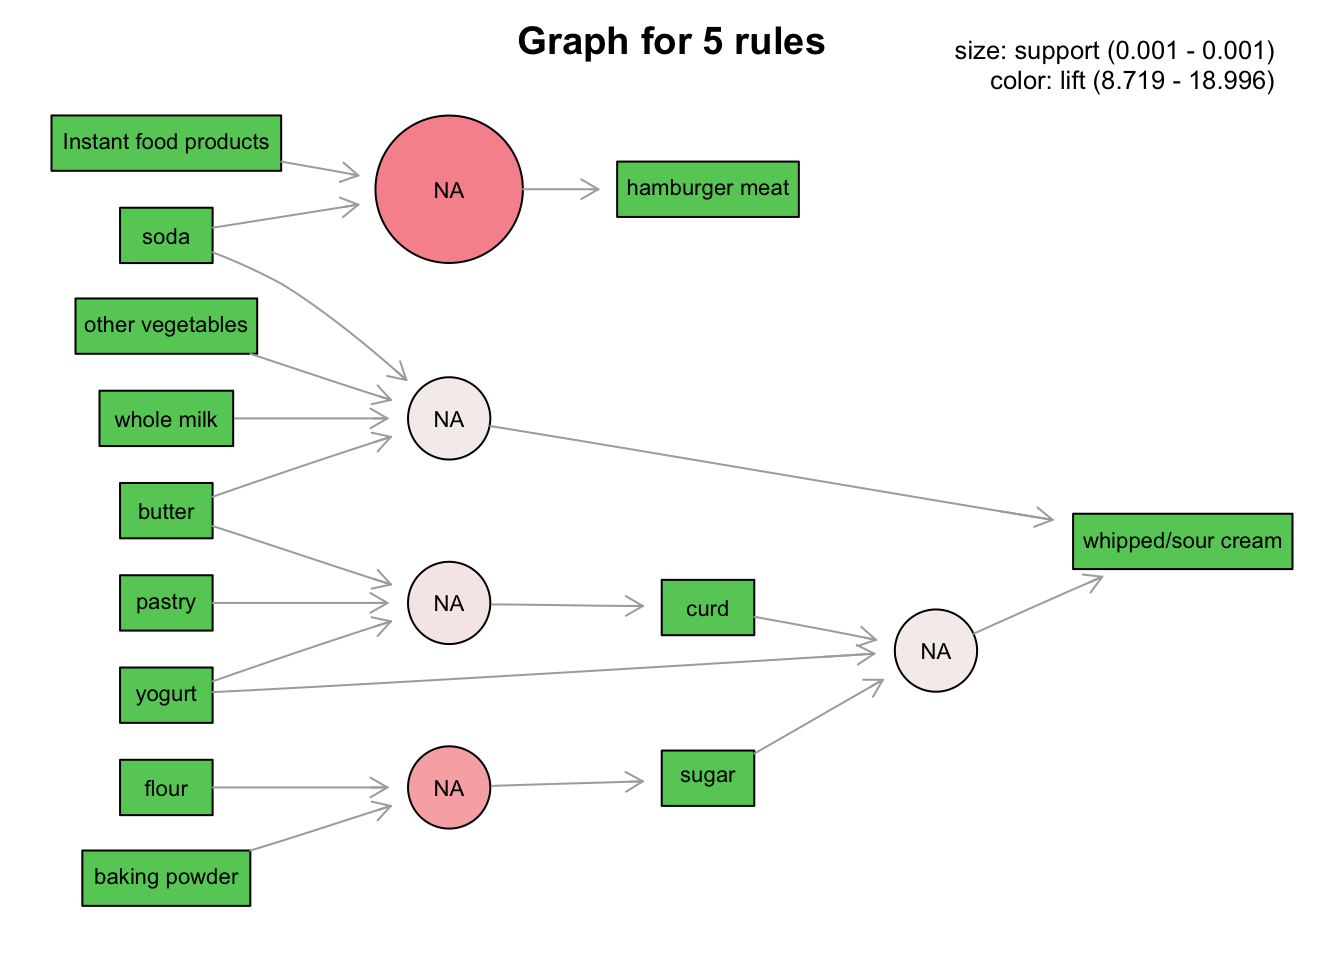 Graph for 5 rules
size: support (0.001 - 0.001)
color: lift (8.719 - 18.996)
Instant food products
NA
hamburger meat
soda
other vegetables
whole milk
NA
butter
whipped/sour cream
pastry
NA
curd
NA
yogurt
flour
NA
sugar
baking powder